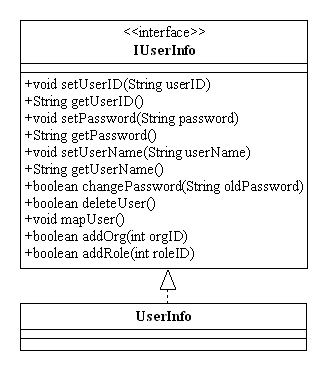 <<interface>>
IUserInfo
+void setUserID(String userID)
+String getUserID()
+void setPassword(String password)
+String getPassword()
+void setUserName(String userName)
+String getUserName()
+boolean changePassword(String oldPassword)
+boolean deleteUser()
+void mapUser()
+boolean addOrg(int orgID)
+boolean addRole(int roleID)
UserInfo